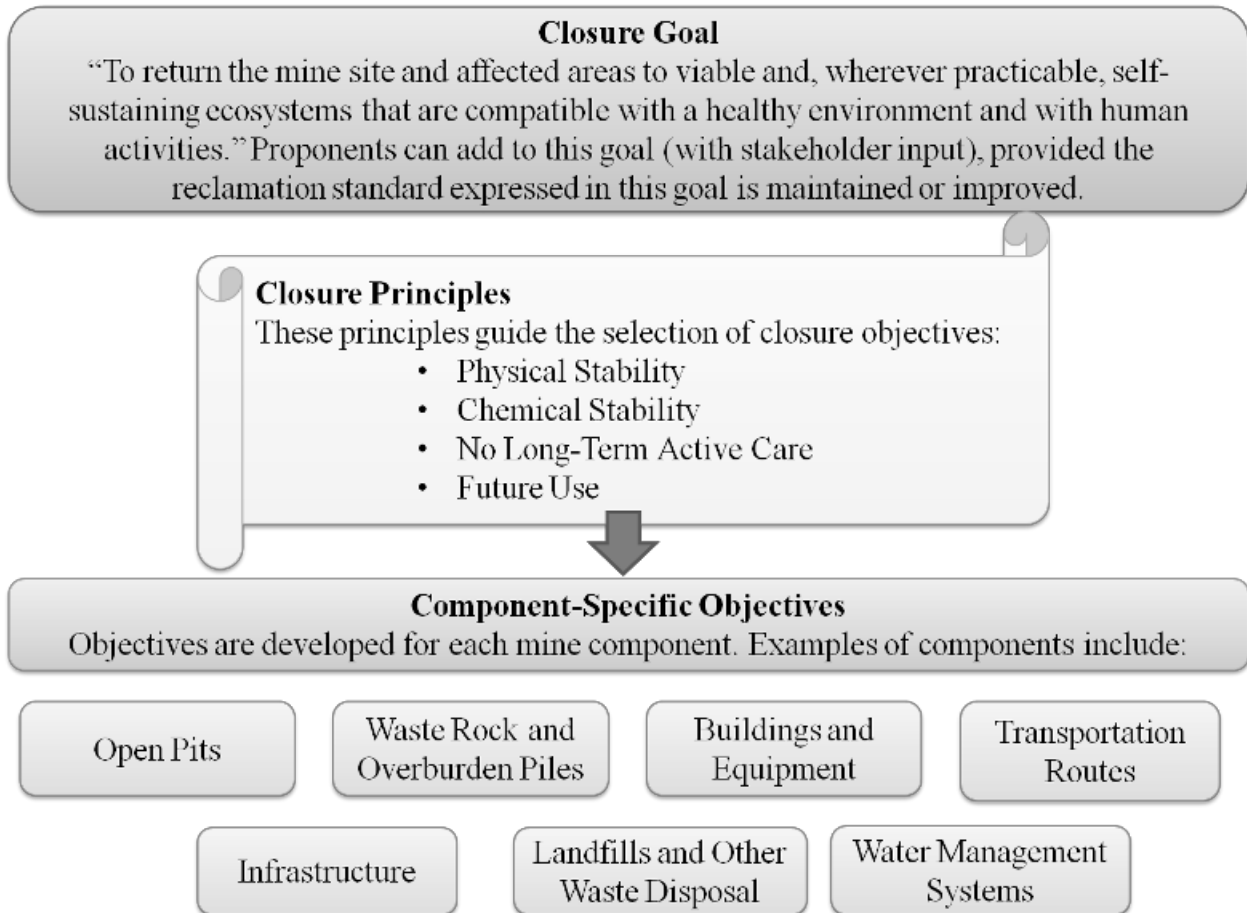 Closure Goal
“To return the mine site and affected areas to viable and, wherever practicable, self-
sustaining ecosystems that are compatible with a healthy environment and with human
activities.” Proponents can add to this goal (with stakeholder input), provided the
reclamation standard expressed in this goal is maintained or improved.
Closure Principles
These principles guide the selection of closure objectives:
• Physical Stability
• Chemical Stability
• No Long-Term Active Care
• Future Use
Component-Specific Objectives
Objectives are developed for each mine component. Examples of components include:
Open Pits
Waste Rock and
Overburden Piles
Buildings and
Equipment
Transportation
Routes
Infrastructure
Landfills and Other
Waste Disposal
Water Management
Systems